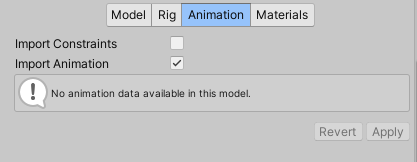 Model Rig Animation Materials
Import Constraints
Import Animation
No animation data available in this model.
Revert Apply